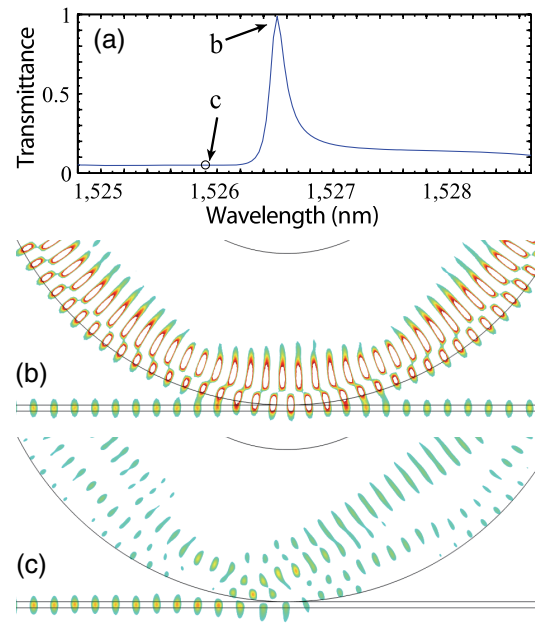 (a)
b
c
Transmittance
1
0.5
0
1,525
1,526
1,527
1,528
Wavelength (nm)
(b)
(c)